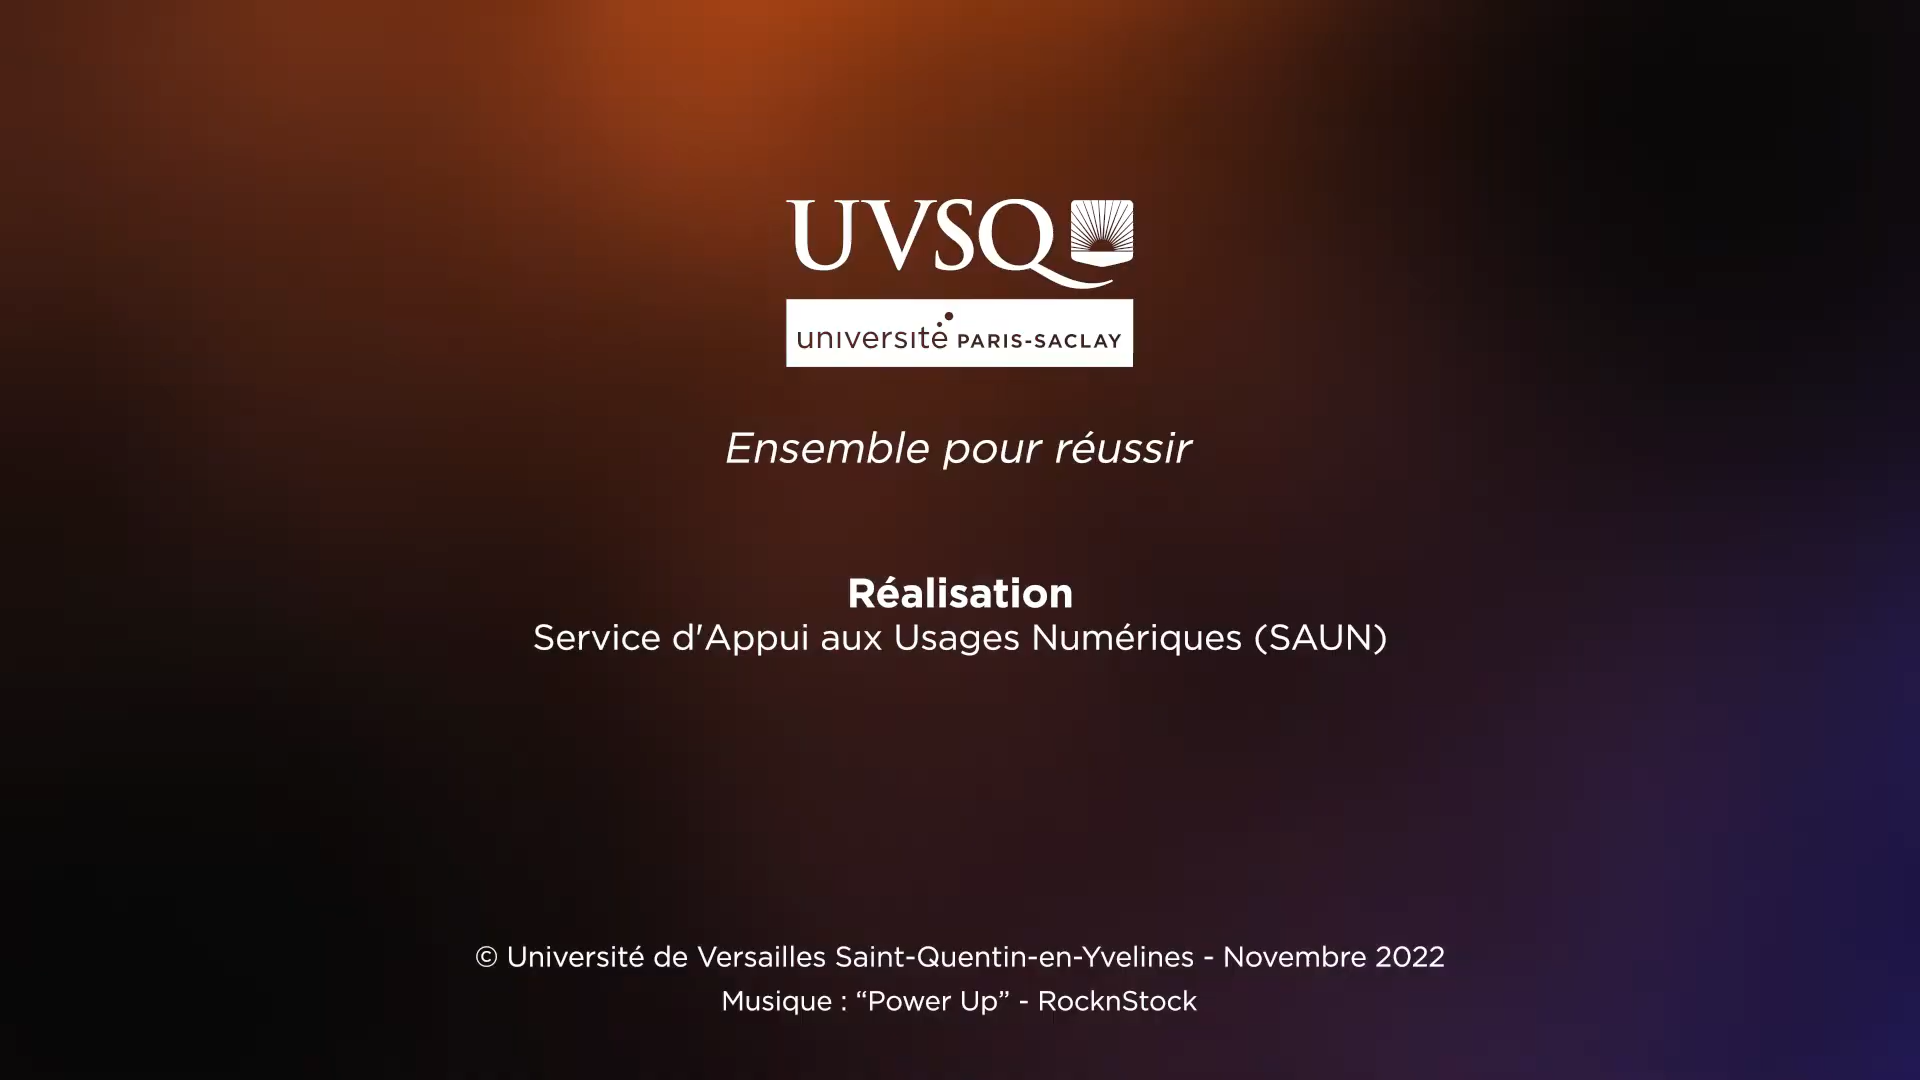 UVSQ
université PARIS-SACLAY
Ensemble pour réussir
Réalisation
Service d'Appui aux Usages Numériques (SAUN)
© Université de Versailles Saint-Quentin-en-Yvelines - Novembre 2022
Musique : “Power Up” - RocknStock